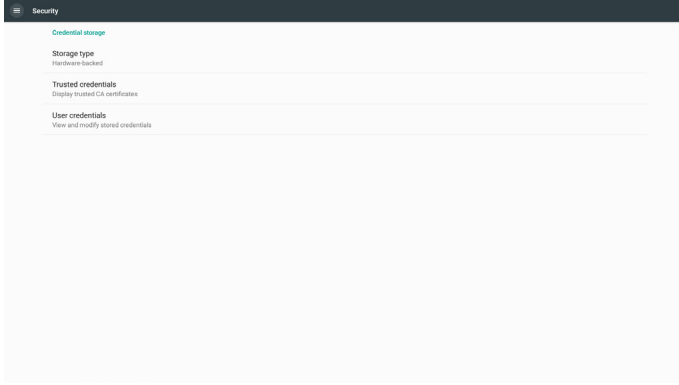 Security
Credential storage
Storage type
Hardware-backed
Trusted credentials
Display trusted CA certificates
User credentials
View and modify stored credentials